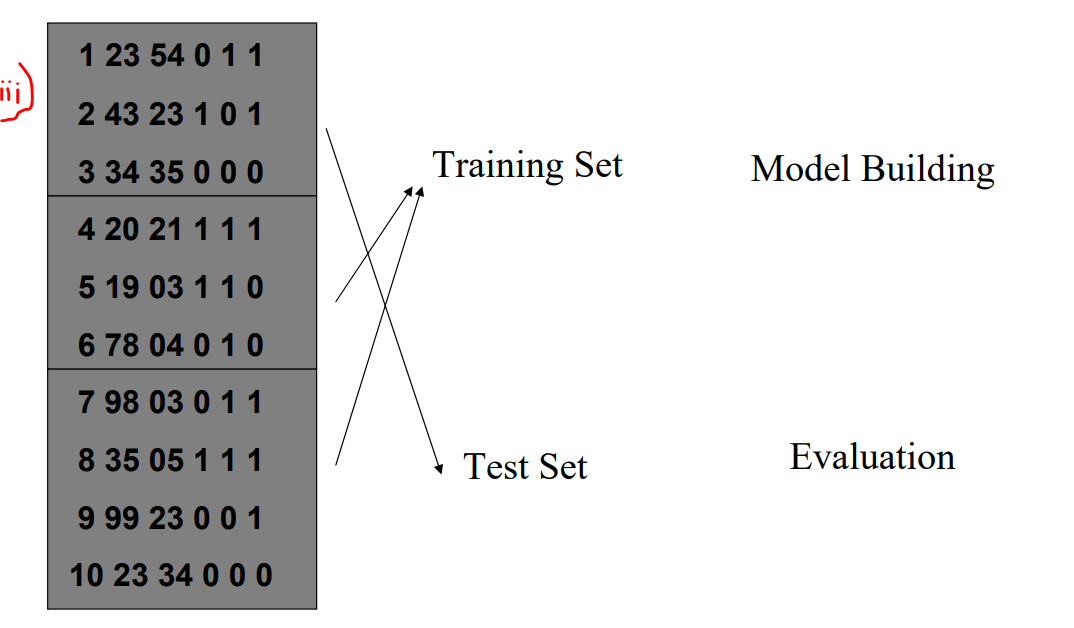 iii)
1 23 54 0 1 1
2 43 23 1 0 1
3 34 35 0 0 0
4 20 21 1 1 1
5 19 03 1 1 0
6 78 04 0 1 0
7 98 03 0 1 1
8 35 05 1 1 1
9 99 23 0 0 1
10 23 34 0 0 0
Training Set
Model Building
Test Set
Evaluation